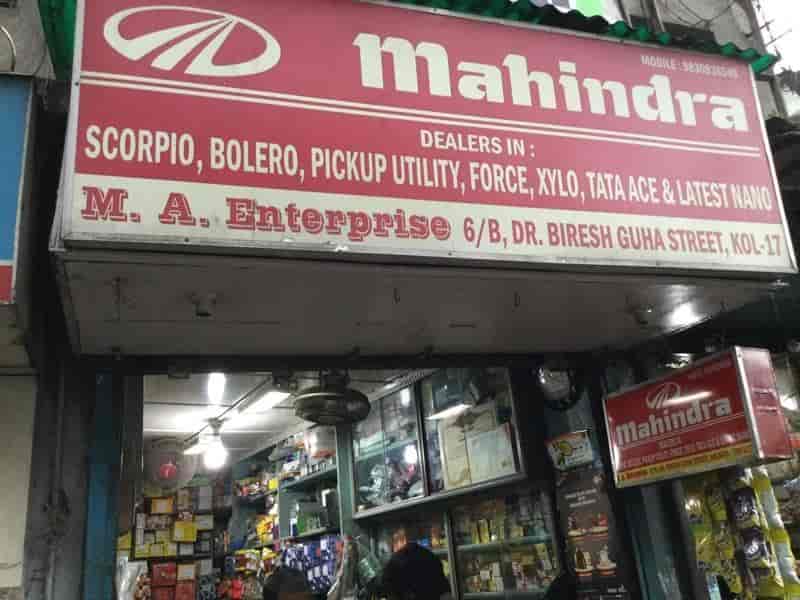 mahindra
MOBILE : 9830938548
DEALERS IN :
SCORPIO, BOLERO, PICKUP UTILITY, FORCE, XYLO, TATA ACE & LATEST NANO
M. A. Enterprise 6/B, DR. BIRESH GUHA STREET, KOL-17
mahindra